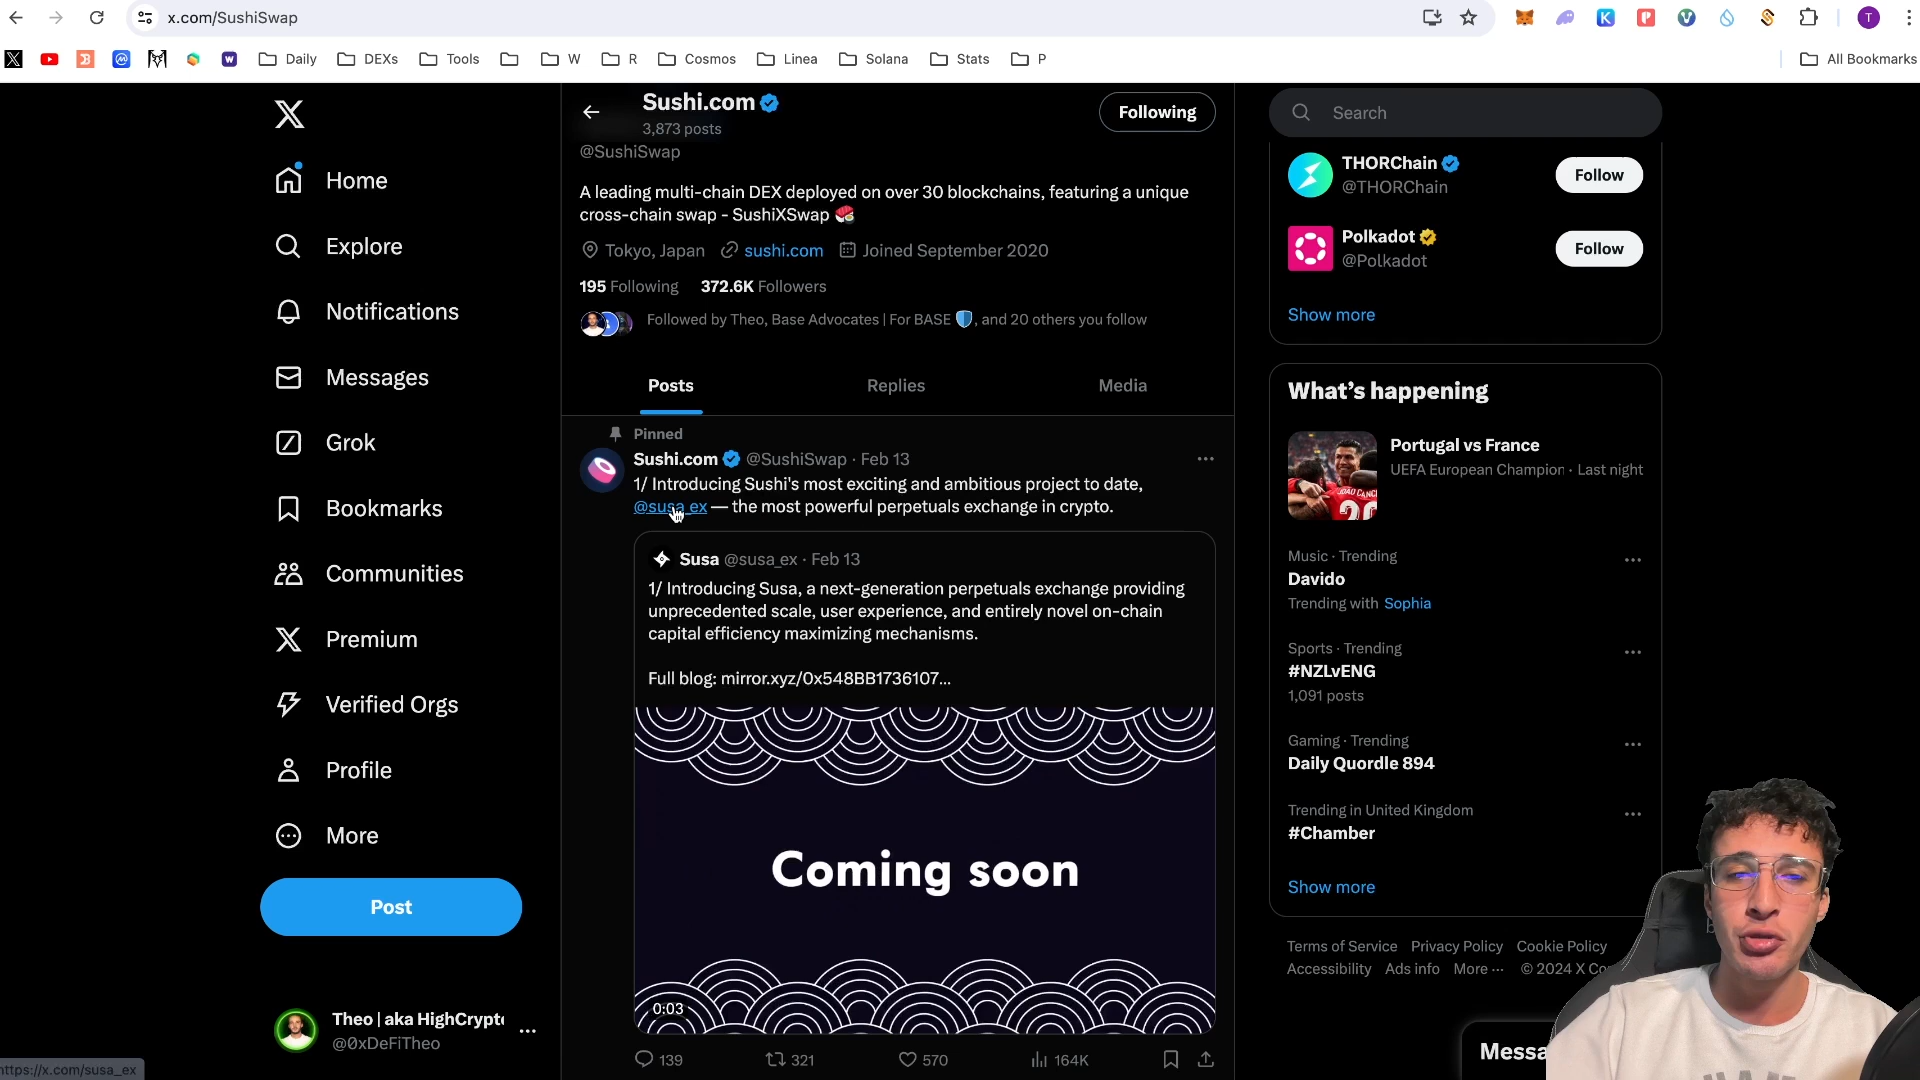 x.com/SushiSwap
T
Daily
DEXs
Tools
W
R
Cosmos
Linea
Solana
Stats
P
All Bookmarks
Home
Explore
Notifications
Messages
Grok
Bookmarks
Communities
Premium
Verified Orgs
Profile
More
Post
Theo | aka HighCrypto
@0xDeFiTheo
https://x.com/susa_ex
Sushi.com
3,873 posts
Following
@SushiSwap
A leading multi-chain DEX deployed on over 30 blockchains, featuring a unique
cross-chain swap - SushiXSwap 🍣
Tokyo, Japan sushi.com Joined September 2020
195 Following 372.6K Followers
Followed by Theo, Base Advocates | For BASE 🛡️, and 20 others you follow
Posts Replies Media
Pinned
Sushi.com @SushiSwap · Feb 13
1/ Introducing Sushi's most exciting and ambitious project to date,
@susa_ex — the most powerful perpetuals exchange in crypto.
Susa @susa_ex · Feb 13
1/ Introducing Susa, a next-generation perpetuals exchange providing
unprecedented scale, user experience, and entirely novel on-chain
capital efficiency maximizing mechanisms.
Full blog: mirror.xyz/0x548BB1736107...
Coming soon
0:03
139 321 570 164K
Search
THORChain
@THORChain
Follow
Polkadot
@Polkadot
Follow
Show more
What's happening
Portugal vs France
UEFA European Champion · Last night
Music · Trending
Davido
Trending with Sophia
Sports · Trending
#NZLvENG
1,091 posts
Gaming · Trending
Daily Quordle 894
Trending in United Kingdom
#Chamber
Show more
Terms of Service Privacy Policy Cookie Policy
Accessibility Ads info More ··· © 2024 X Co
Messa